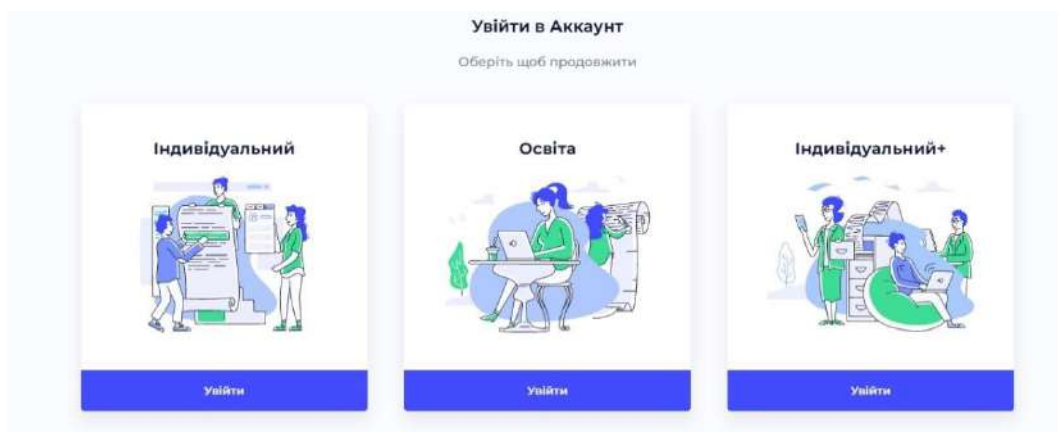 Увійти в Аккаунт
Оберіть щоб продовжити
Індивідуальний
Освіта
Індивідуальний+
Увійти
Увійти
Увійти